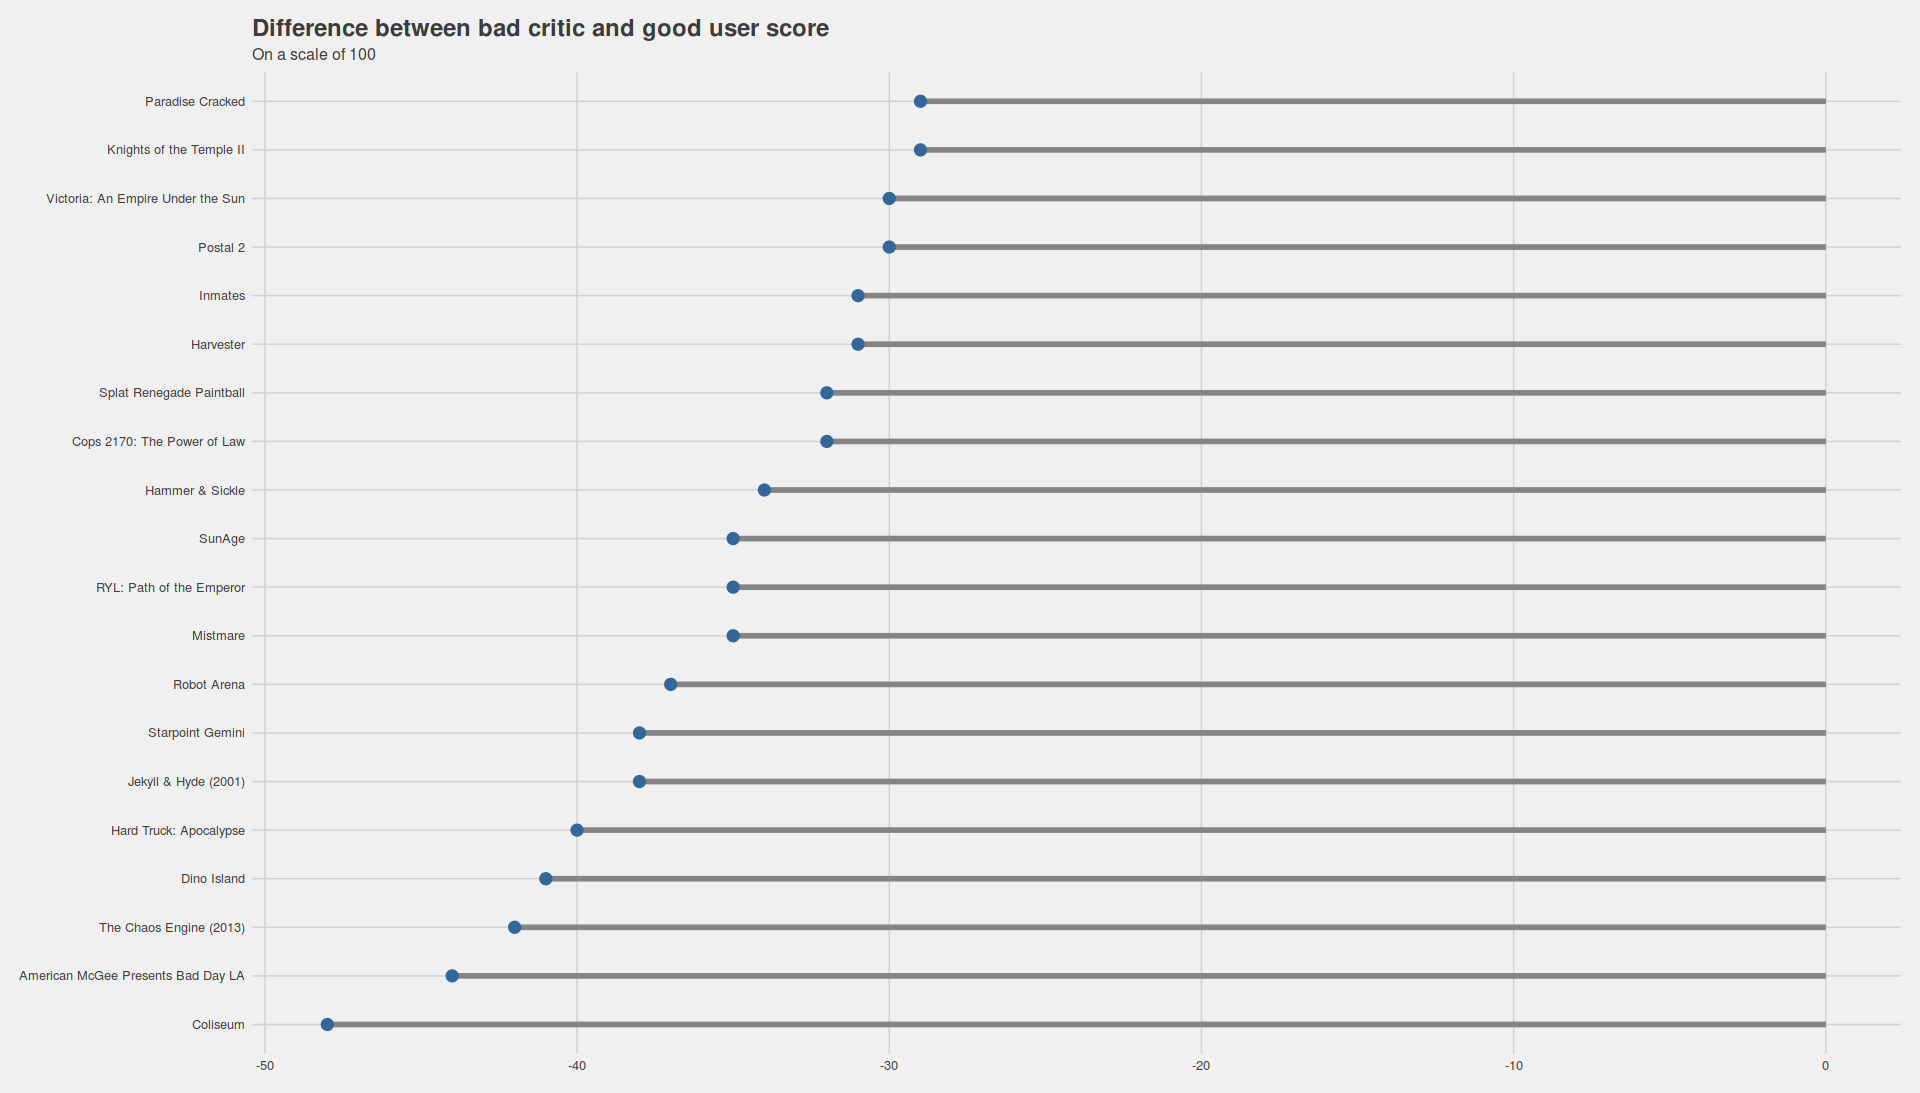 Difference between bad critic and good user score
On a scale of 100
Paradise Cracked
Knights of the Temple II
Victoria: An Empire Under the Sun
Postal 2
Inmates
Harvester
Splat Renegade Paintball
Cops 2170: The Power of Law
Hammer & Sickle
SunAge
RYL: Path of the Emperor
Mistmare
Robot Arena
Starpoint Gemini
Jekyll & Hyde (2001)
Hard Truck: Apocalypse
Dino Island
The Chaos Engine (2013)
American McGee Presents Bad Day LA
Coliseum
-50 -40 -30 -20 -10 0